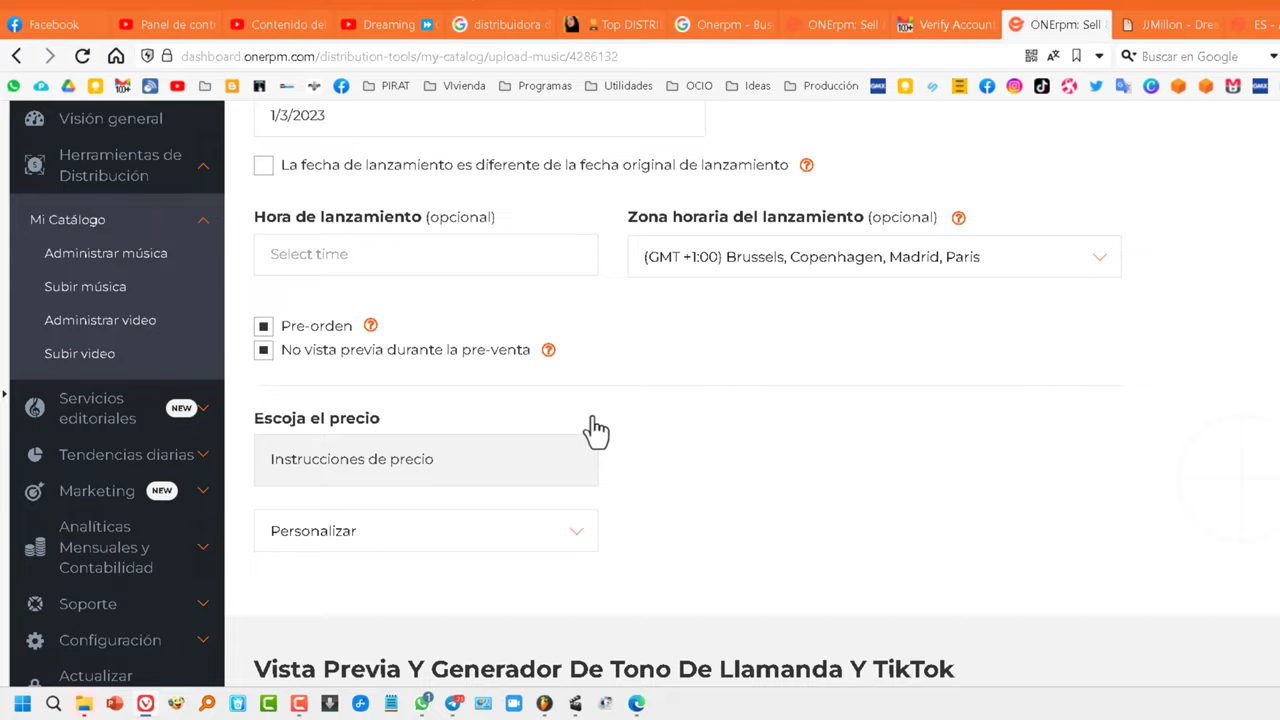 Facebook
Panel de cont
Contenido del
Dreaming
distribuidora d
Top DISTRI
Onerpm - Bus
ONErpm: Sell
Verify Accoun
ONErpm: Sell
JJMillon - Drea
ES -
dashboard.onerpm.com/distribution-tools/my-catalog/upload-music/4286132
Buscar en Google
PIRAT
VIvienda
Programas
Utilidades
OCIO
Ideas
Producción
Visión general
Herramientas de
Distribución
Mi Catálogo
Administrar música
Subir música
Administrar video
Subir video
Servicios
editoriales
NEW
Tendencias diarias
Marketing
NEW
Analíticas
Mensuales y
Contabilidad
Soporte
Configuración
Actualizar
1/3/2023
La fecha de lanzamiento es diferente de la fecha original de lanzamiento
Hora de lanzamiento (opcional)
Zona horaria del lanzamiento (opcional)
Select time
(GMT +1:00) Brussels, Copenhagen, Madrid, Paris
Pre-orden
No vista previa durante la pre-venta
Escoja el precio
Instrucciones de precio
Personalizar
Vista Previa Y Generador De Tono De Llamanda Y TikTok